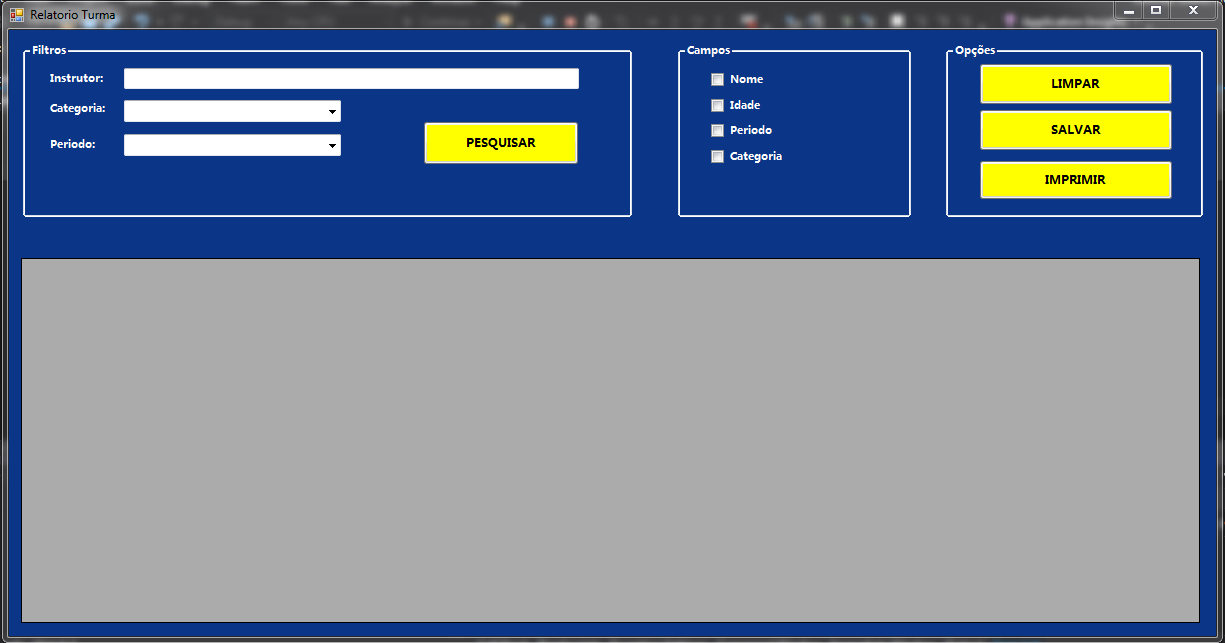 Relatorio Turma
Filtros
Instrutor:
Categoria:
Periodo:
PESQUISAR
Campos
Nome
Idade
Periodo
Categoria
Opções
LIMPAR
SALVAR
IMPRIMIR